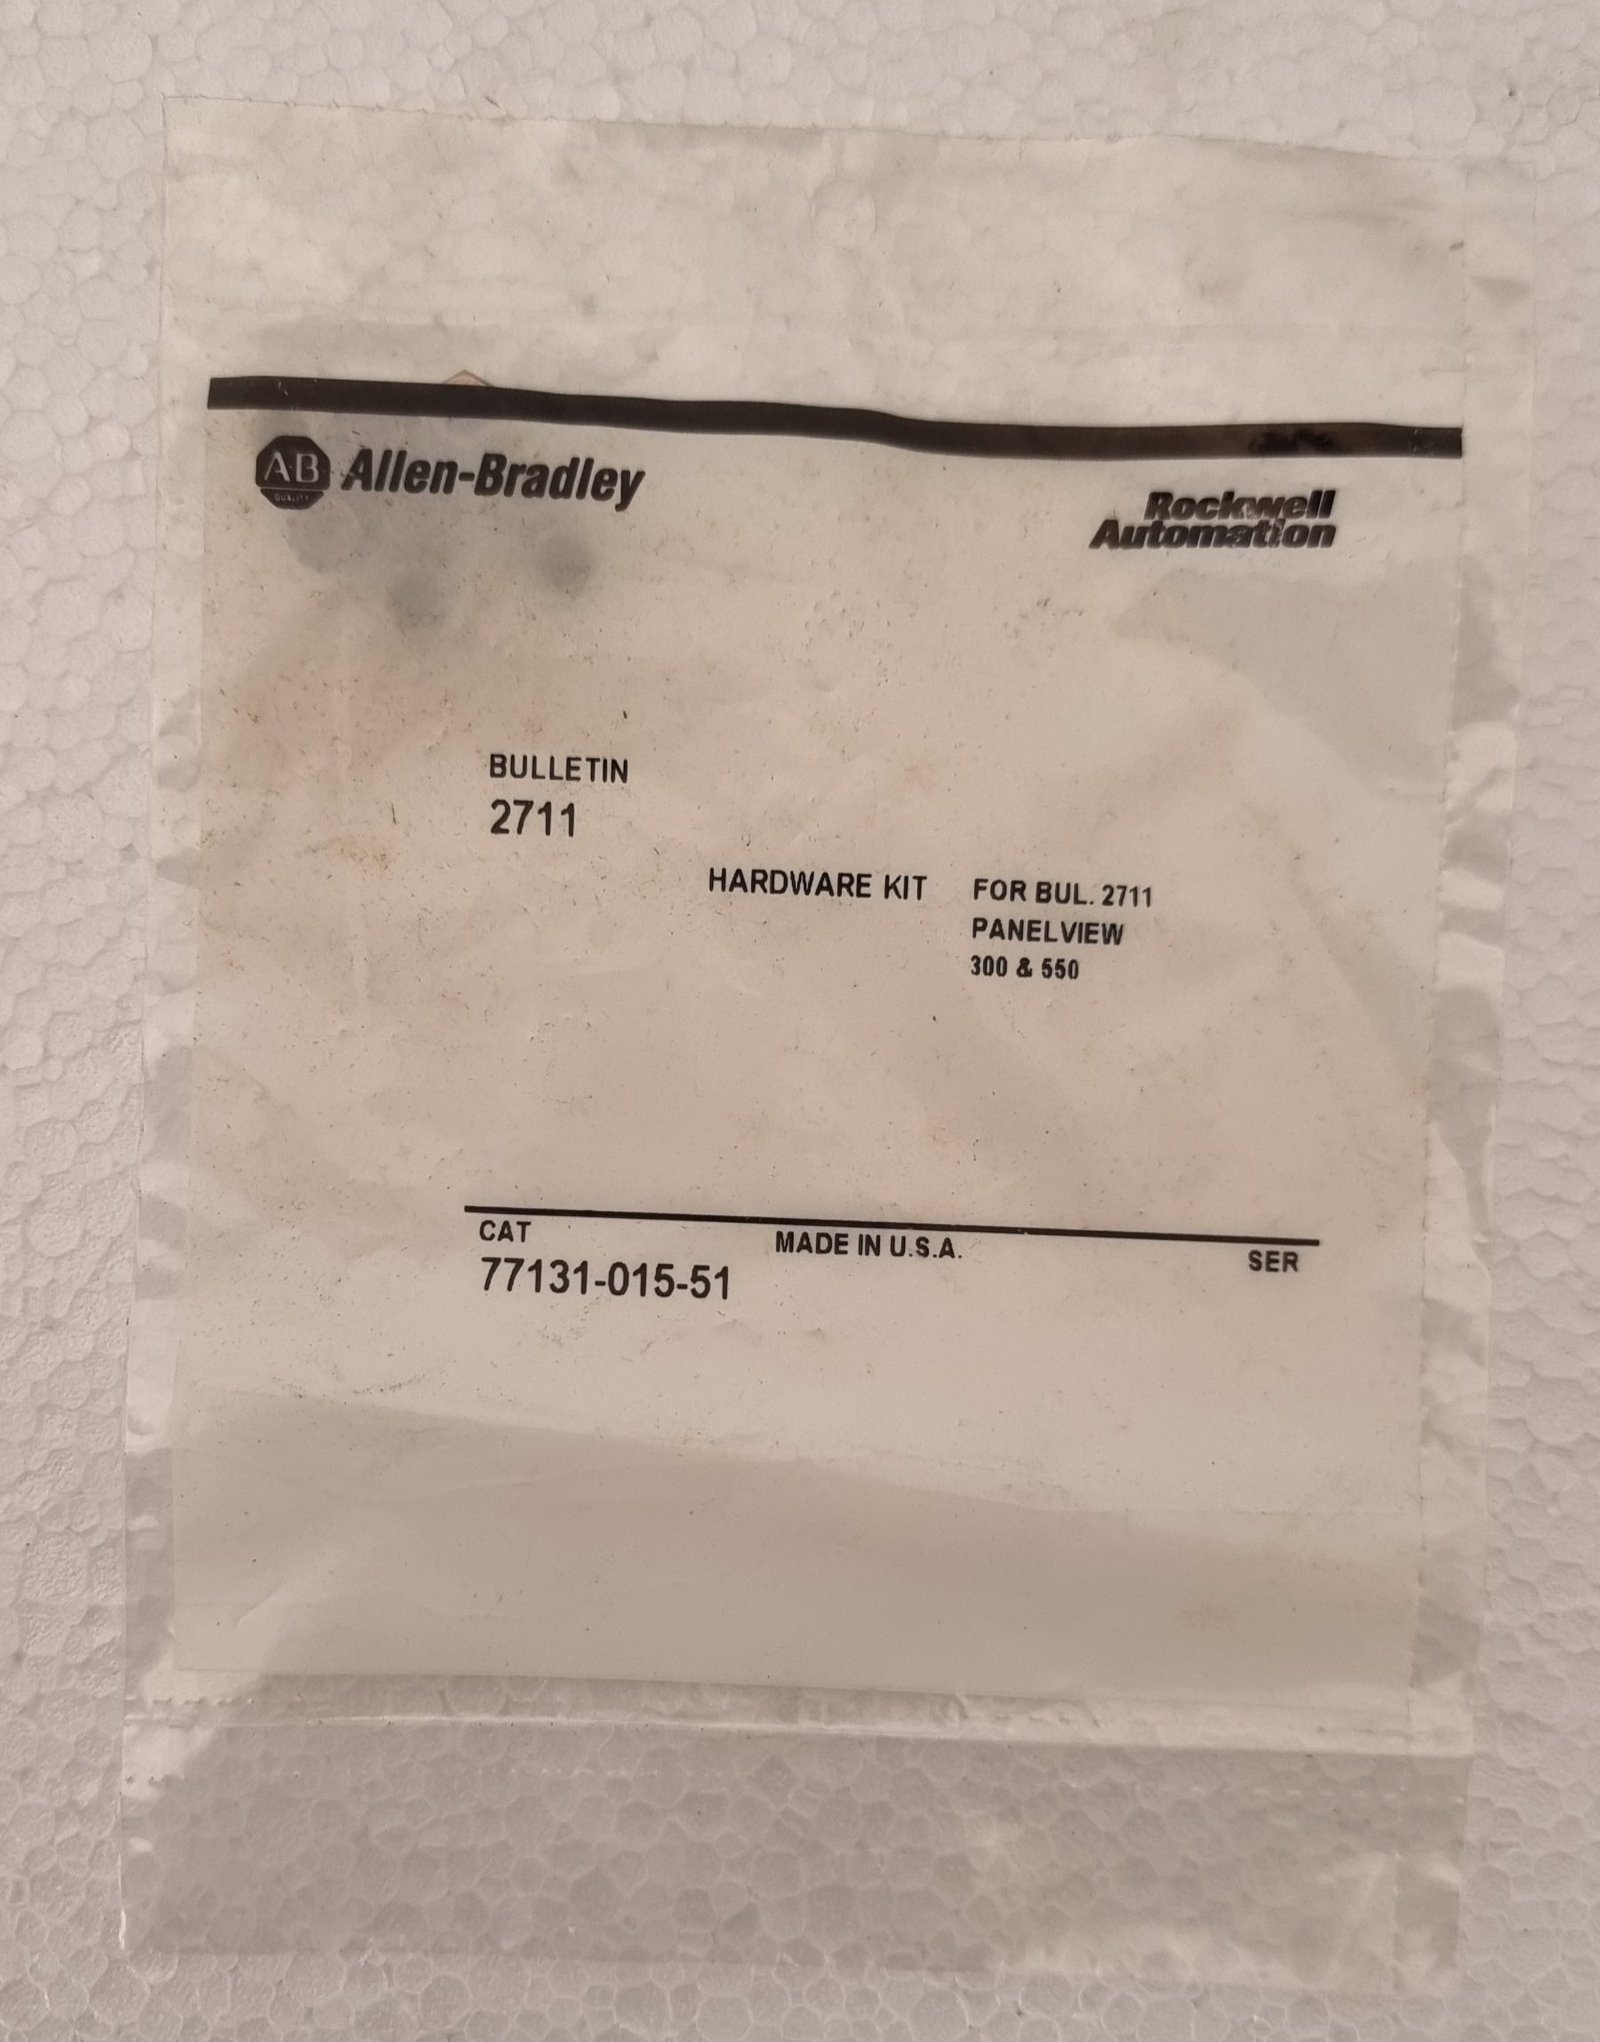 AB
QUALITY
Allen-Bradley
Rockwell
Automation
BULLETIN
2711
HARDWARE KIT FOR BUL. 2711
PANELVIEW
300 & 550
CAT MADE IN U.S.A. SER
77131-015-51